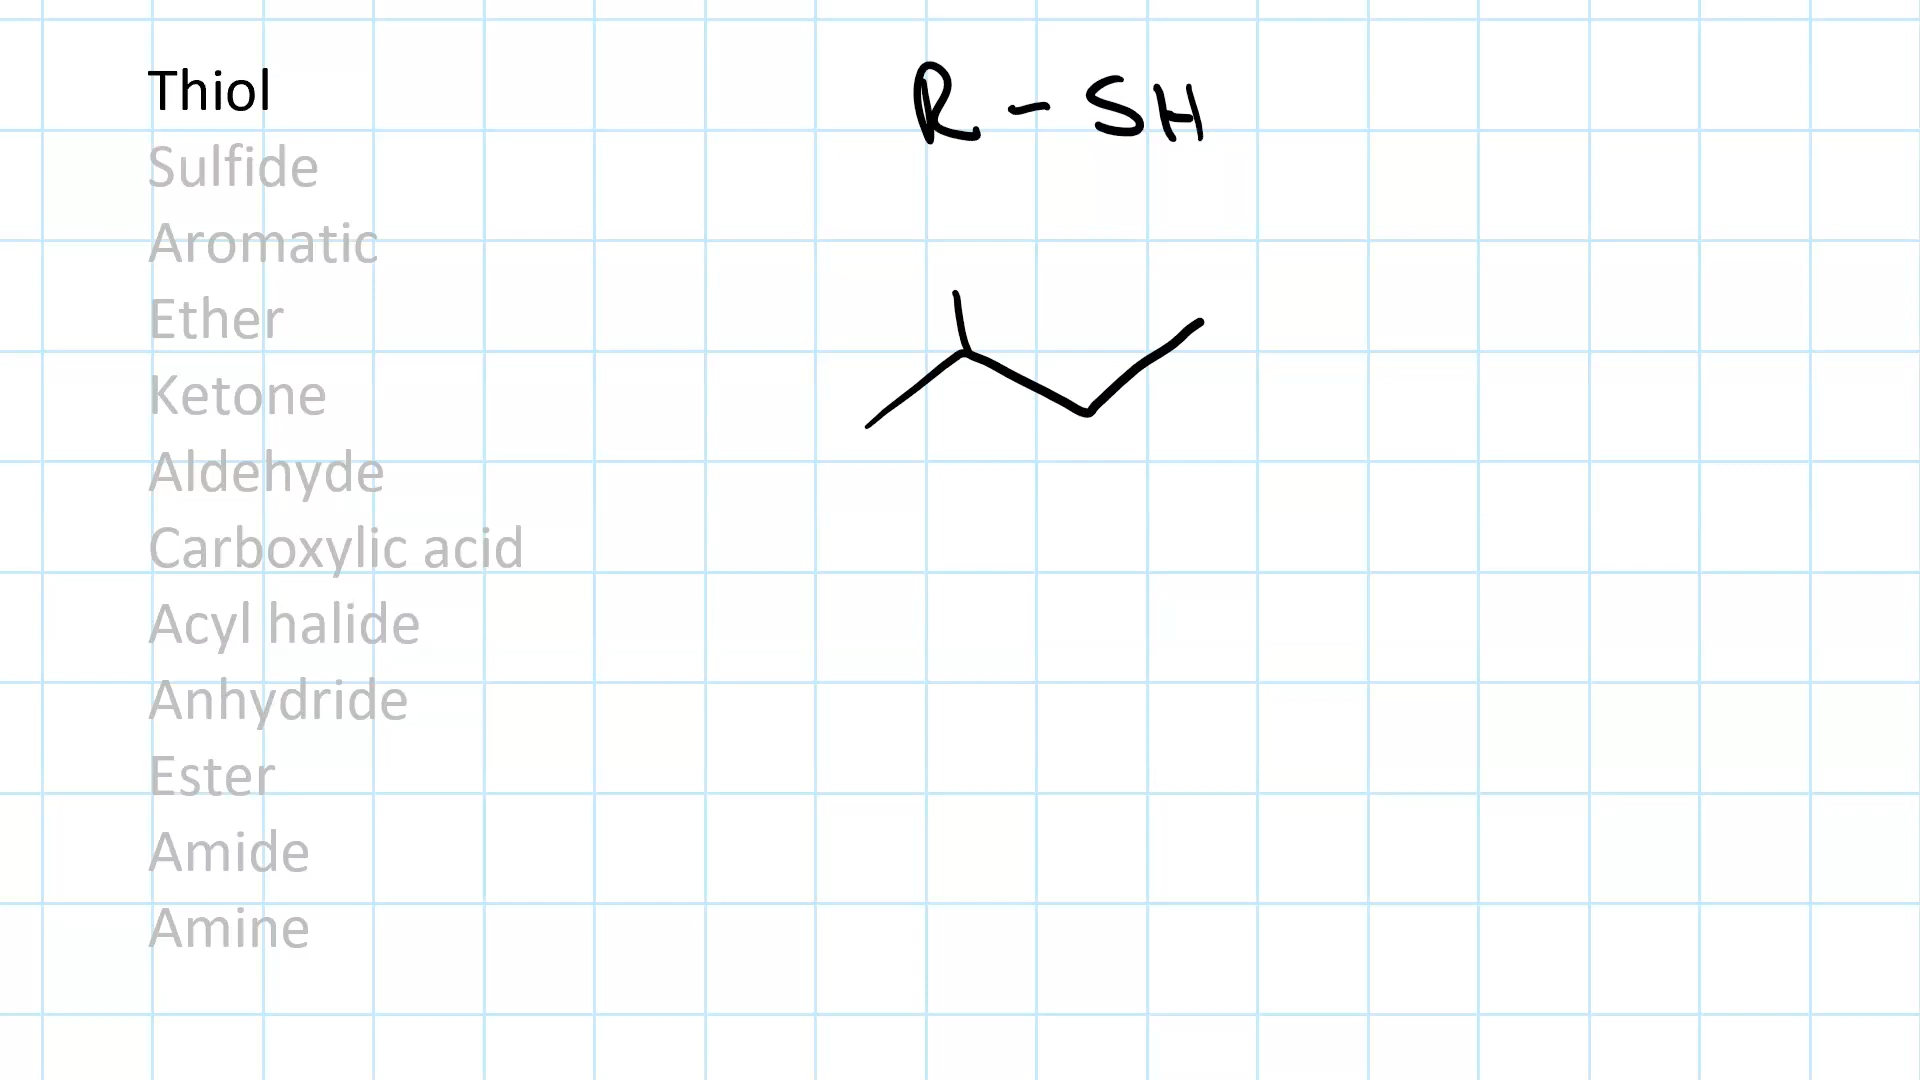 Thiol
R - SH
Sulfide
Aromatic
Ether
Ketone
Aldehyde
Carboxylic acid
Acyl halide
Anhydride
Ester
Amide
Amine